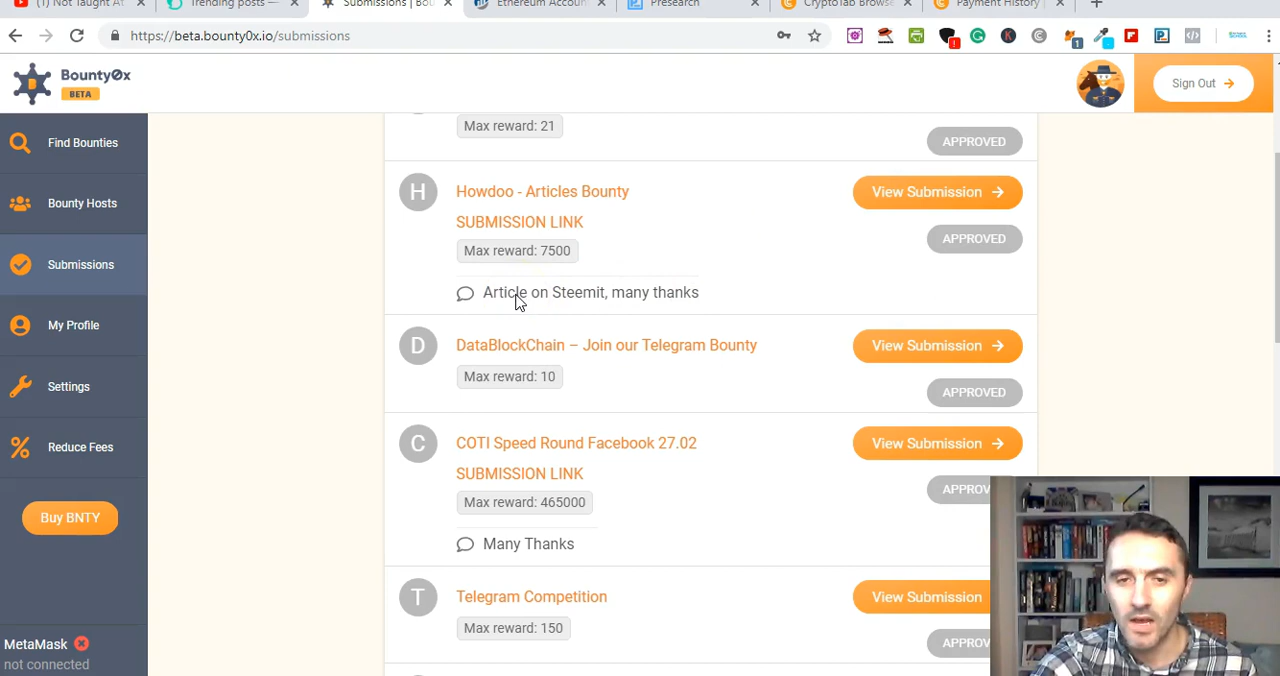 (1) Not Taught At
Trending posts —
Submissions | Bou
Ethereum Accoun
Presearch
CryptoTab Browse
Payment History
https://beta.bounty0x.io/submissions
Bounty0x
BETA
Sign Out
Find Bounties
Bounty Hosts
Submissions
My Profile
Settings
Reduce Fees
Buy BNTY
MetaMask
not connected
Max reward: 21
APPROVED
H
Howdoo - Articles Bounty
View Submission
SUBMISSION LINK
APPROVED
Max reward: 7500
Article on Steemit, many thanks
D
DataBlockChain – Join our Telegram Bounty
View Submission
Max reward: 10
APPROVED
C
COTI Speed Round Facebook 27.02
View Submission
SUBMISSION LINK
APPROV
Max reward: 465000
Many Thanks
T
Telegram Competition
View Submission
Max reward: 150
APPROV